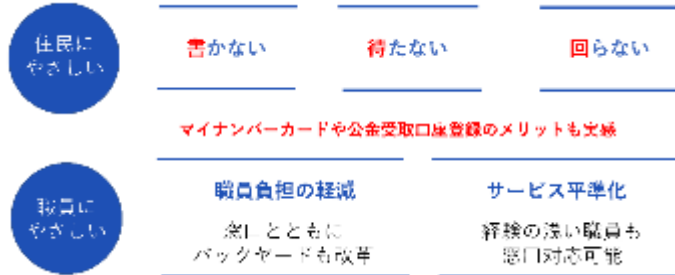 住民に
やさしい
書かない
待たない
回らない
マイナンバーカードや公金受取口座登録のメリットも実感
職員に
やさしい
職員負担の軽減
窓口とともに
バックヤードも改革
サービス平準化
経験の浅い職員も
窓口対応可能